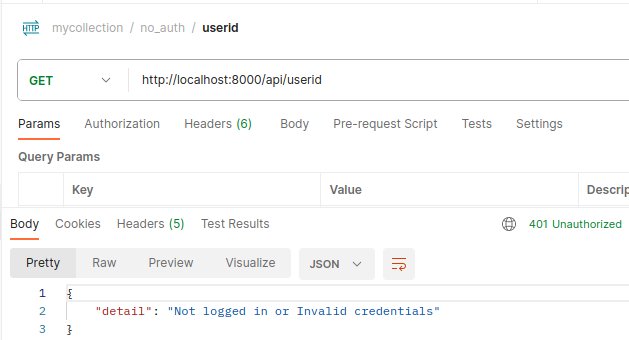 HTTP mycollection / no_auth / userid
GET http://localhost:8000/api/userid
Params Authorization Headers (6) Body Pre-request Script Tests Settings
Query Params
Key Value Descrip
Body Cookies Headers (5) Test Results 401 Unauthorized
Pretty Raw Preview Visualize JSON
1 {
2 "detail": "Not logged in or Invalid credentials"
3 }